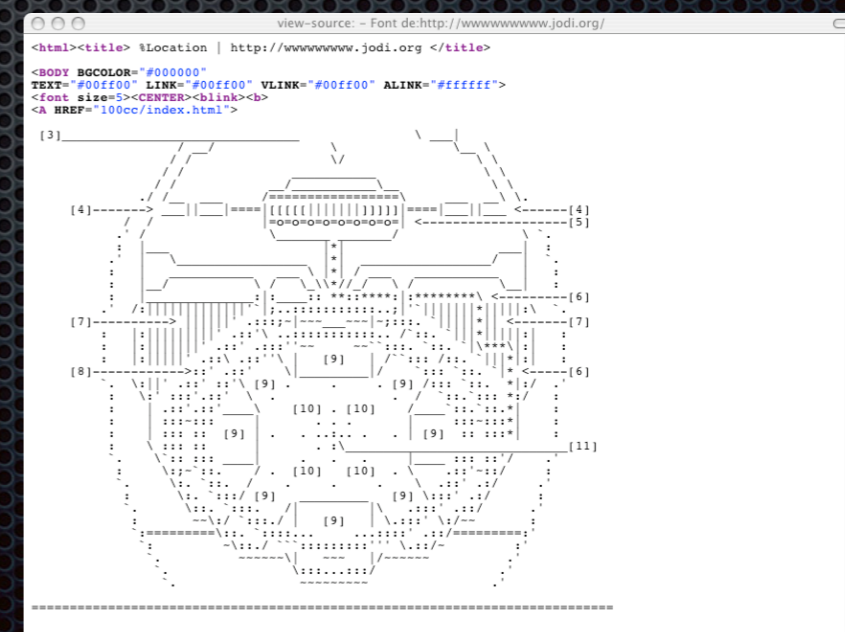 view-source: - Font de:http://wwwwwwwww.jodi.org/
<html><title> %Location | http://wwwwwwwww.jodi.org </title>
<BODY BGCOLOR="#000000"
TEXT="#00ff00" LINK="#00ff00" VLINK="#00ff00" ALINK="#ffffff">
<font size=5><CENTER><blink><b>
<A HREF="100cc/index.html">
[3]
[4] [4]
[5]
[6]
[7] [7]
[9]
[8] [6]
[9] [9]
[10] [10]
[9] [9]
[11]
[10] [10]
[9] [9]
[9]